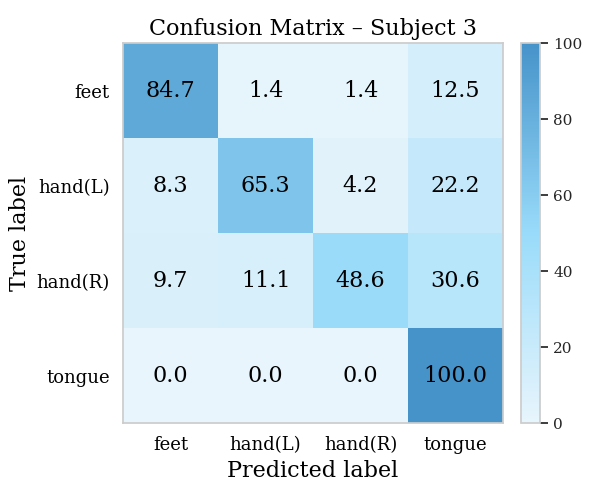 Confusion Matrix – Subject 3
True label
feet 84.7 1.4 1.4 12.5
hand(L) 8.3 65.3 4.2 22.2
hand(R) 9.7 11.1 48.6 30.6
tongue 0.0 0.0 0.0 100.0
feet hand(L) hand(R) tongue
Predicted label
100
80
60
40
20
0